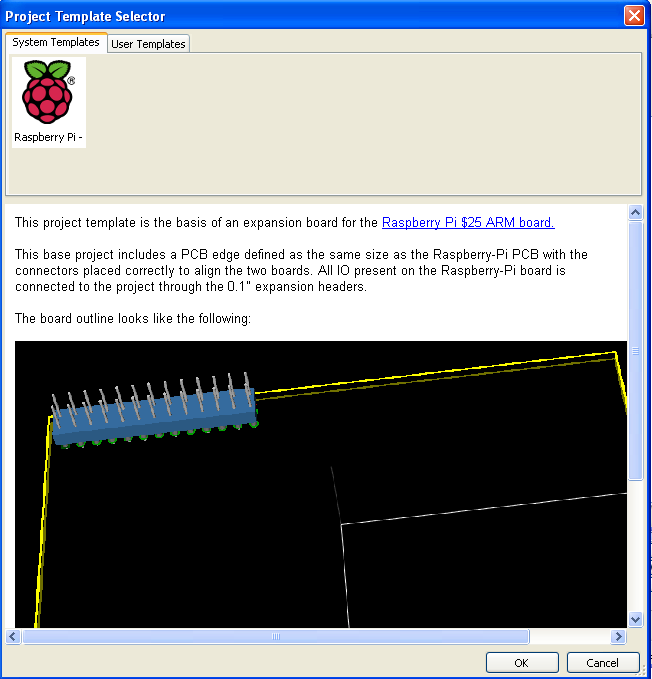 Project Template Selector
System Templates
User Templates
®
Raspberry Pi -
This project template is the basis of an expansion board for the Raspberry Pi $25 ARM board.
This base project includes a PCB edge defined as the same size as the Raspberry-Pi PCB with the
connectors placed correctly to align the two boards. All IO present on the Raspberry-Pi board is
connected to the project through the 0.1" expansion headers.
The board outline looks like the following:
OK
Cancel